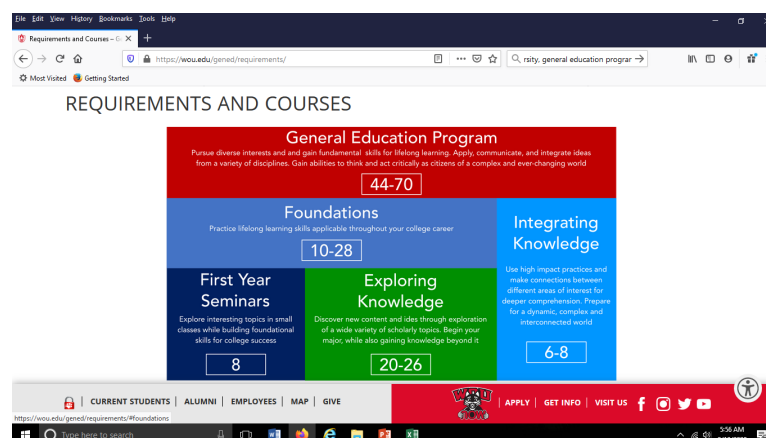 File Edit View History Bookmarks Tools Help
Requirements and Courses – G
https://wou.edu/gened/requirements/
rsity, general education prograr
Most Visited Getting Started
REQUIREMENTS AND COURSES
General Education Program
Pursue diverse interests and and gain fundamental skills for lifelong learning. Apply, communicate, and integrate ideas
from a variety of disciplines. Gain abilities to think and act critically as citizens of a complex and ever-changing world
44-70
Foundations
Practice lifelong learning skills applicable throughout your college career
10-28
Integrating
Knowledge
Use high impact practices and
make connections between
different areas of interest for
deeper comprehension. Prepare
for a dynamic, complex and
interconnected world
6-8
First Year
Seminars
Explore interesting topics in small
classes while building foundational
skills for college success
8
Exploring
Knowledge
Discover new content and ides through exploration
of a wide variety of scholarly topics. Begin your
major, while also gaining knowledge beyond it
20-26
CURRENT STUDENTS | ALUMNI | EMPLOYEES | MAP | GIVE
WOU
APPLY | GET INFO | VISIT US
https://wou.edu/gened/requirements/#foundations
Type here to search
5:56 AM